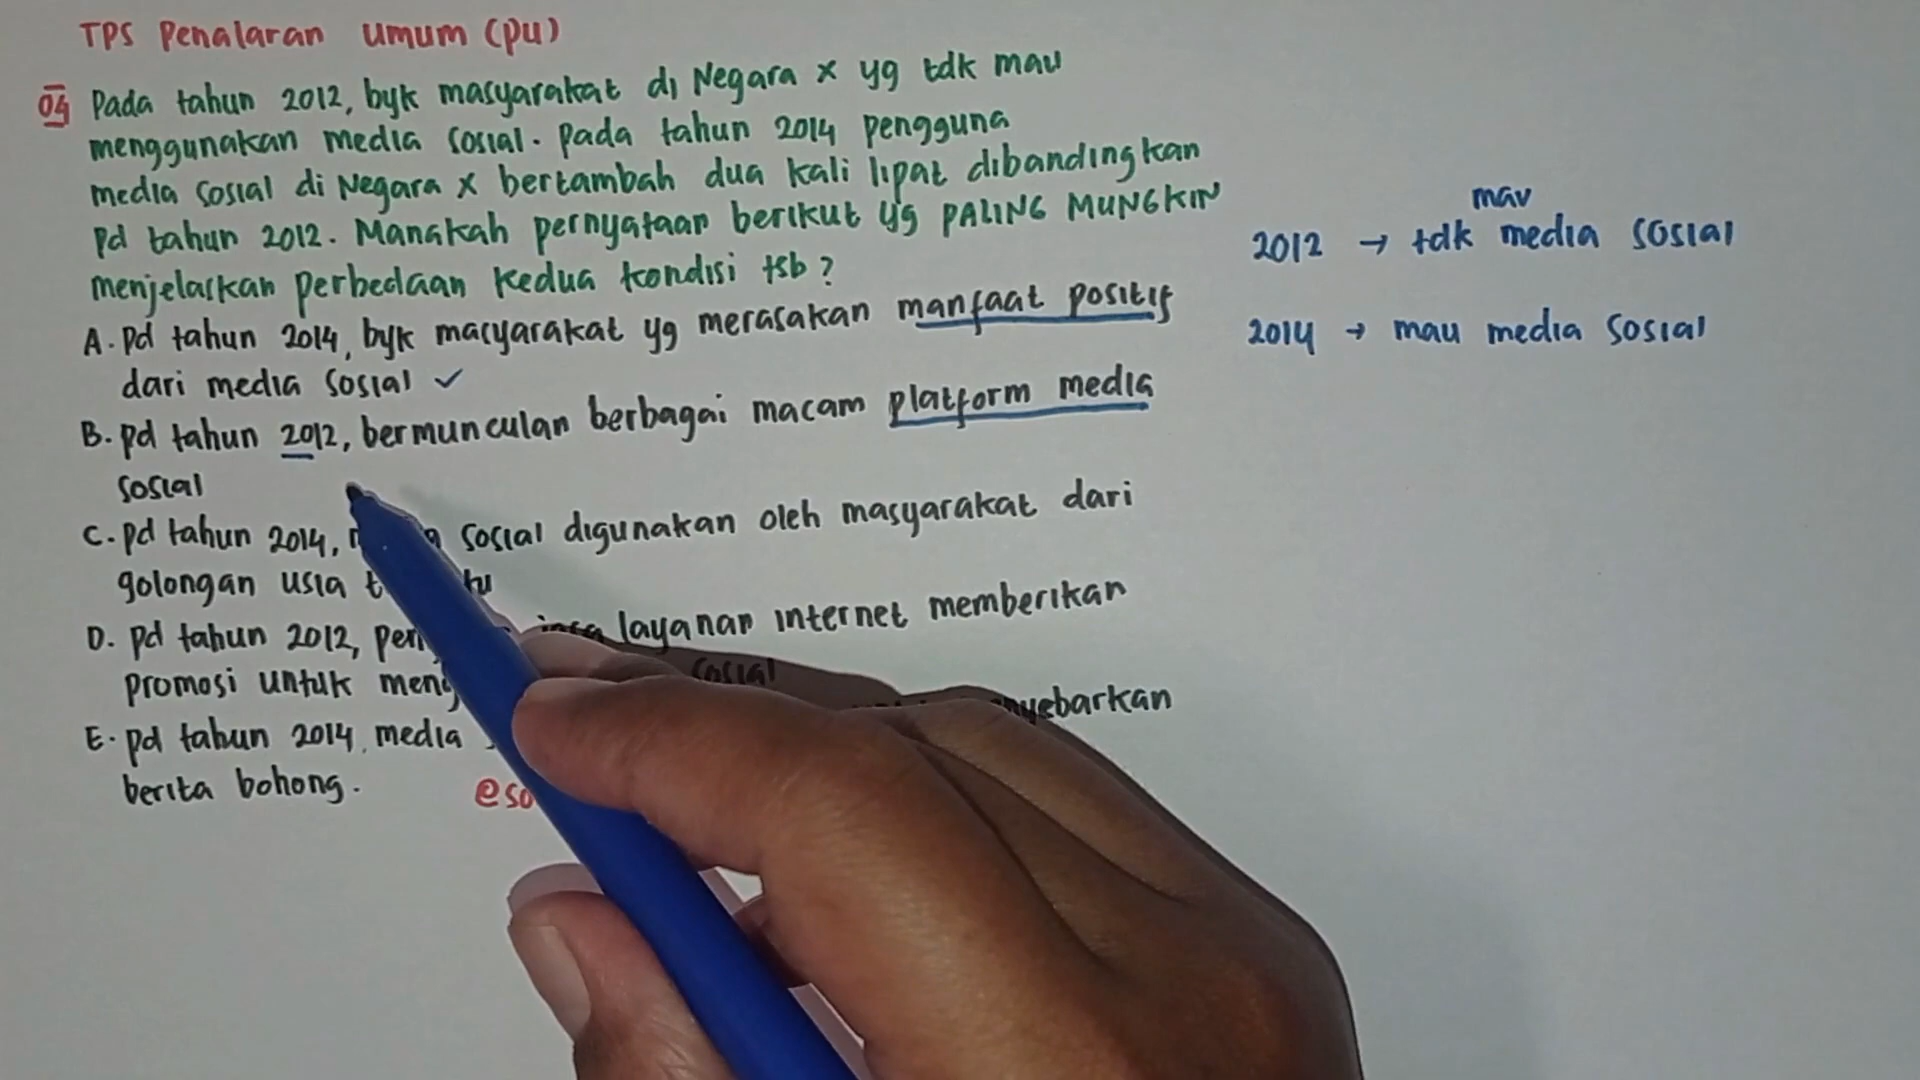 TPS Penalaran Umum (PU)
04 Pada tahun 2012, byk masyarakat di Negara X yg tdk mau
menggunakan media sosial. Pada tahun 2014 pengguna
media sosial di Negara X bertambah dua kali lipat dibandingkan
Pd tahun 2012. Manakah pernyataan berikut yg PALING MUNGKIN
menjelaskan perbedaan kedua kondisi tsb?
A. Pd tahun 2014, byk masyarakat yg merasakan manfaat positif
dari media sosial ✓
B. Pd tahun 2012, bermunculan berbagai macam platform media
sosial
C. Pd tahun 2014, sosial digunakan oleh masyarakat dari
golongan usia
D. Pd tahun 2012, jasa layanan internet memberikan
promosi untuk sosial
E. Pd tahun 2014, media
berita bohong.
mau
2012 → tdk media sosial
2014 → mau media sosial